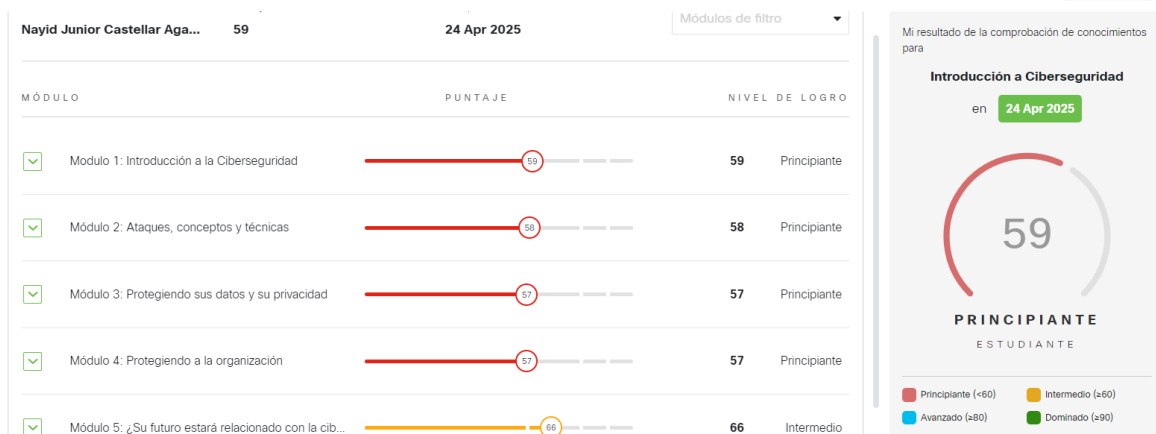 Nayid Junior Castellar Aga... 59 24 Apr 2025 Módulos de filtro
MÓDULO PUNTAJE NIVEL DE LOGRO
Modulo 1: Introducción a la Ciberseguridad 59 59 Principiante
Módulo 2: Ataques, conceptos y técnicas 58 58 Principiante
Módulo 3: Protegiendo sus datos y su privacidad 57 57 Principiante
Módulo 4: Protegiendo a la organización 57 57 Principiante
Módulo 5: ¿Su futuro estará relacionado con la cib... 66 66 Intermedio
Mi resultado de la comprobación de conocimientos
para
Introducción a Ciberseguridad
en 24 Apr 2025
59
PRINCIPIANTE
ESTUDIANTE
Principiante (<60) Intermedio (≥60)
Avanzado (≥80) Dominado (≥90)